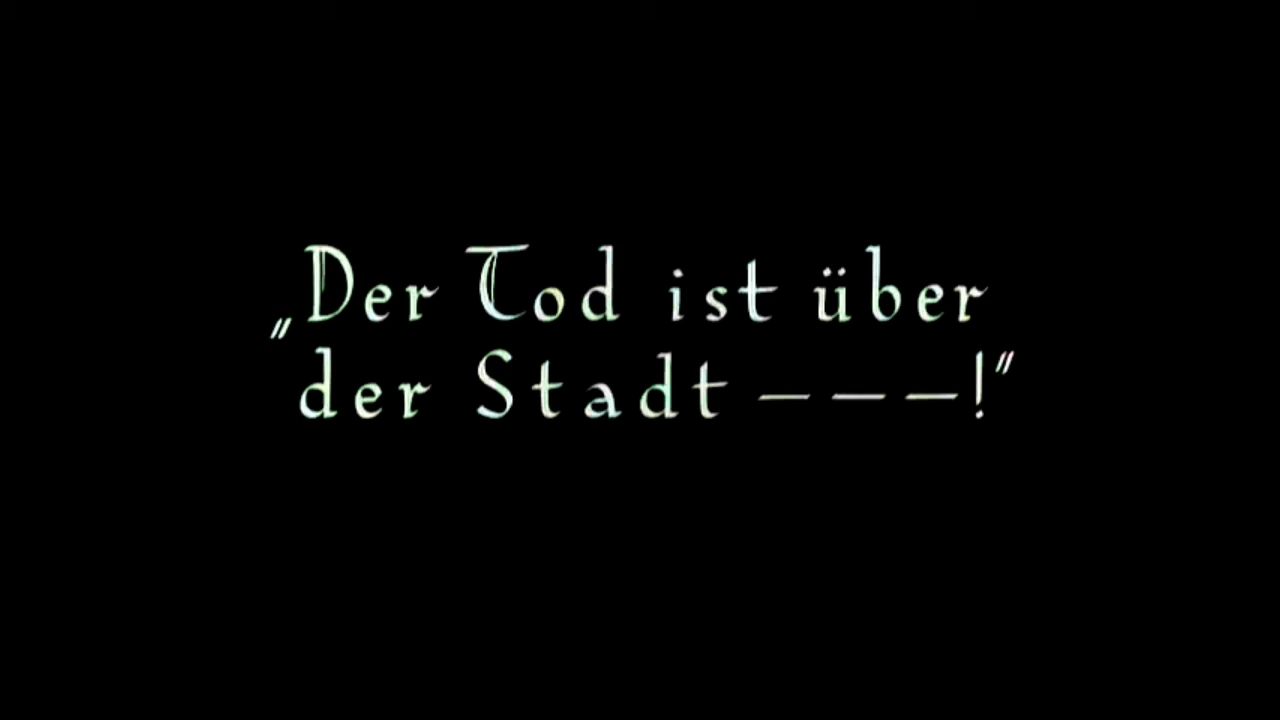 „Der Tod ist über
der Stadt — — —!"